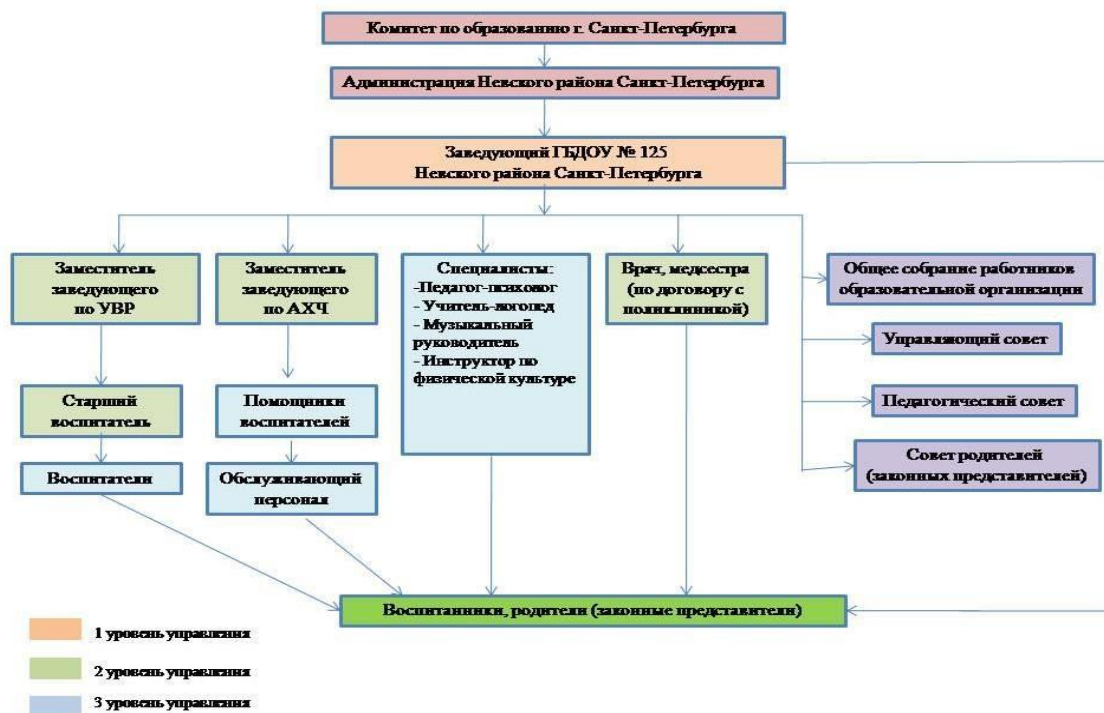 Комитет по образованию г. Санкт-Петербурга
Администрация Невского района Санкт-Петербурга
Заведующий ГБДОУ № 125
Невского района Санкт-Петербурга
Заместитель
заведующего
по УВР
Заместитель
заведующего
по АХЧ
Специалисты:
-Педагог-психолог
- Учитель-логопед
- Музыкальный
руководитель
- Инструктор по
физической культуре
Врач, медсестра
(по договору с
поликлиникой)
Общее собрание работников
образовательной организации
Управляющий совет
Старший
воспитатель
Помощники
воспитателей
Педагогический совет
Воспитатели
Обслуживающий
персонал
Совет родителей
(законных представителей)
Воспитанники, родители (законные представители)
1 уровень управления
2 уровень управления
3 уровень управления